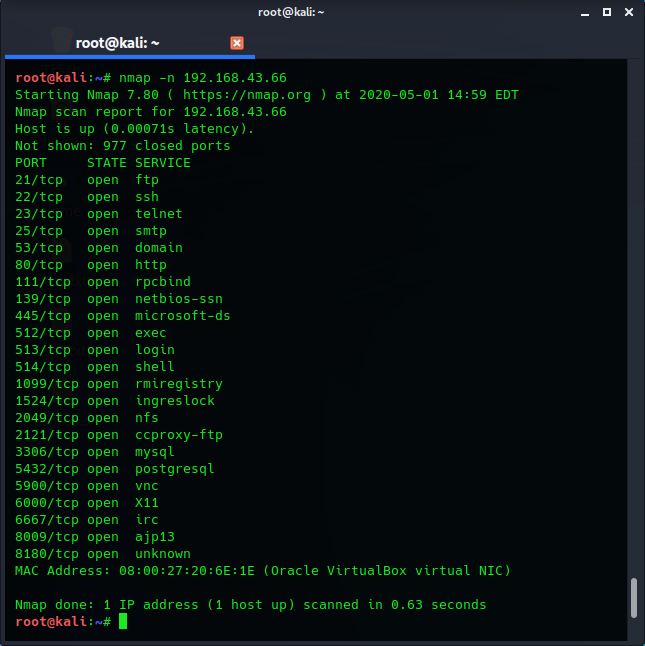 root@kali: ~
root@kali: ~
root@kali:~# nmap -n 192.168.43.66
Starting Nmap 7.80 ( https://nmap.org ) at 2020-05-01 14:59 EDT
Nmap scan report for 192.168.43.66
Host is up (0.00071s latency).
Not shown: 977 closed ports
PORT     STATE SERVICE
21/tcp   open  ftp
22/tcp   open  ssh
23/tcp   open  telnet
25/tcp   open  smtp
53/tcp   open  domain
80/tcp   open  http
111/tcp  open  rpcbind
139/tcp  open  netbios-ssn
445/tcp  open  microsoft-ds
512/tcp  open  exec
513/tcp  open  login
514/tcp  open  shell
1099/tcp open  rmiregistry
1524/tcp open  ingreslock
2049/tcp open  nfs
2121/tcp open  ccproxy-ftp
3306/tcp open  mysql
5432/tcp open  postgresql
5900/tcp open  vnc
6000/tcp open  X11
6667/tcp open  irc
8009/tcp open  ajp13
8180/tcp open  unknown
MAC Address: 08:00:27:20:6E:1E (Oracle VirtualBox virtual NIC)

Nmap done: 1 IP address (1 host up) scanned in 0.63 seconds
root@kali:~#